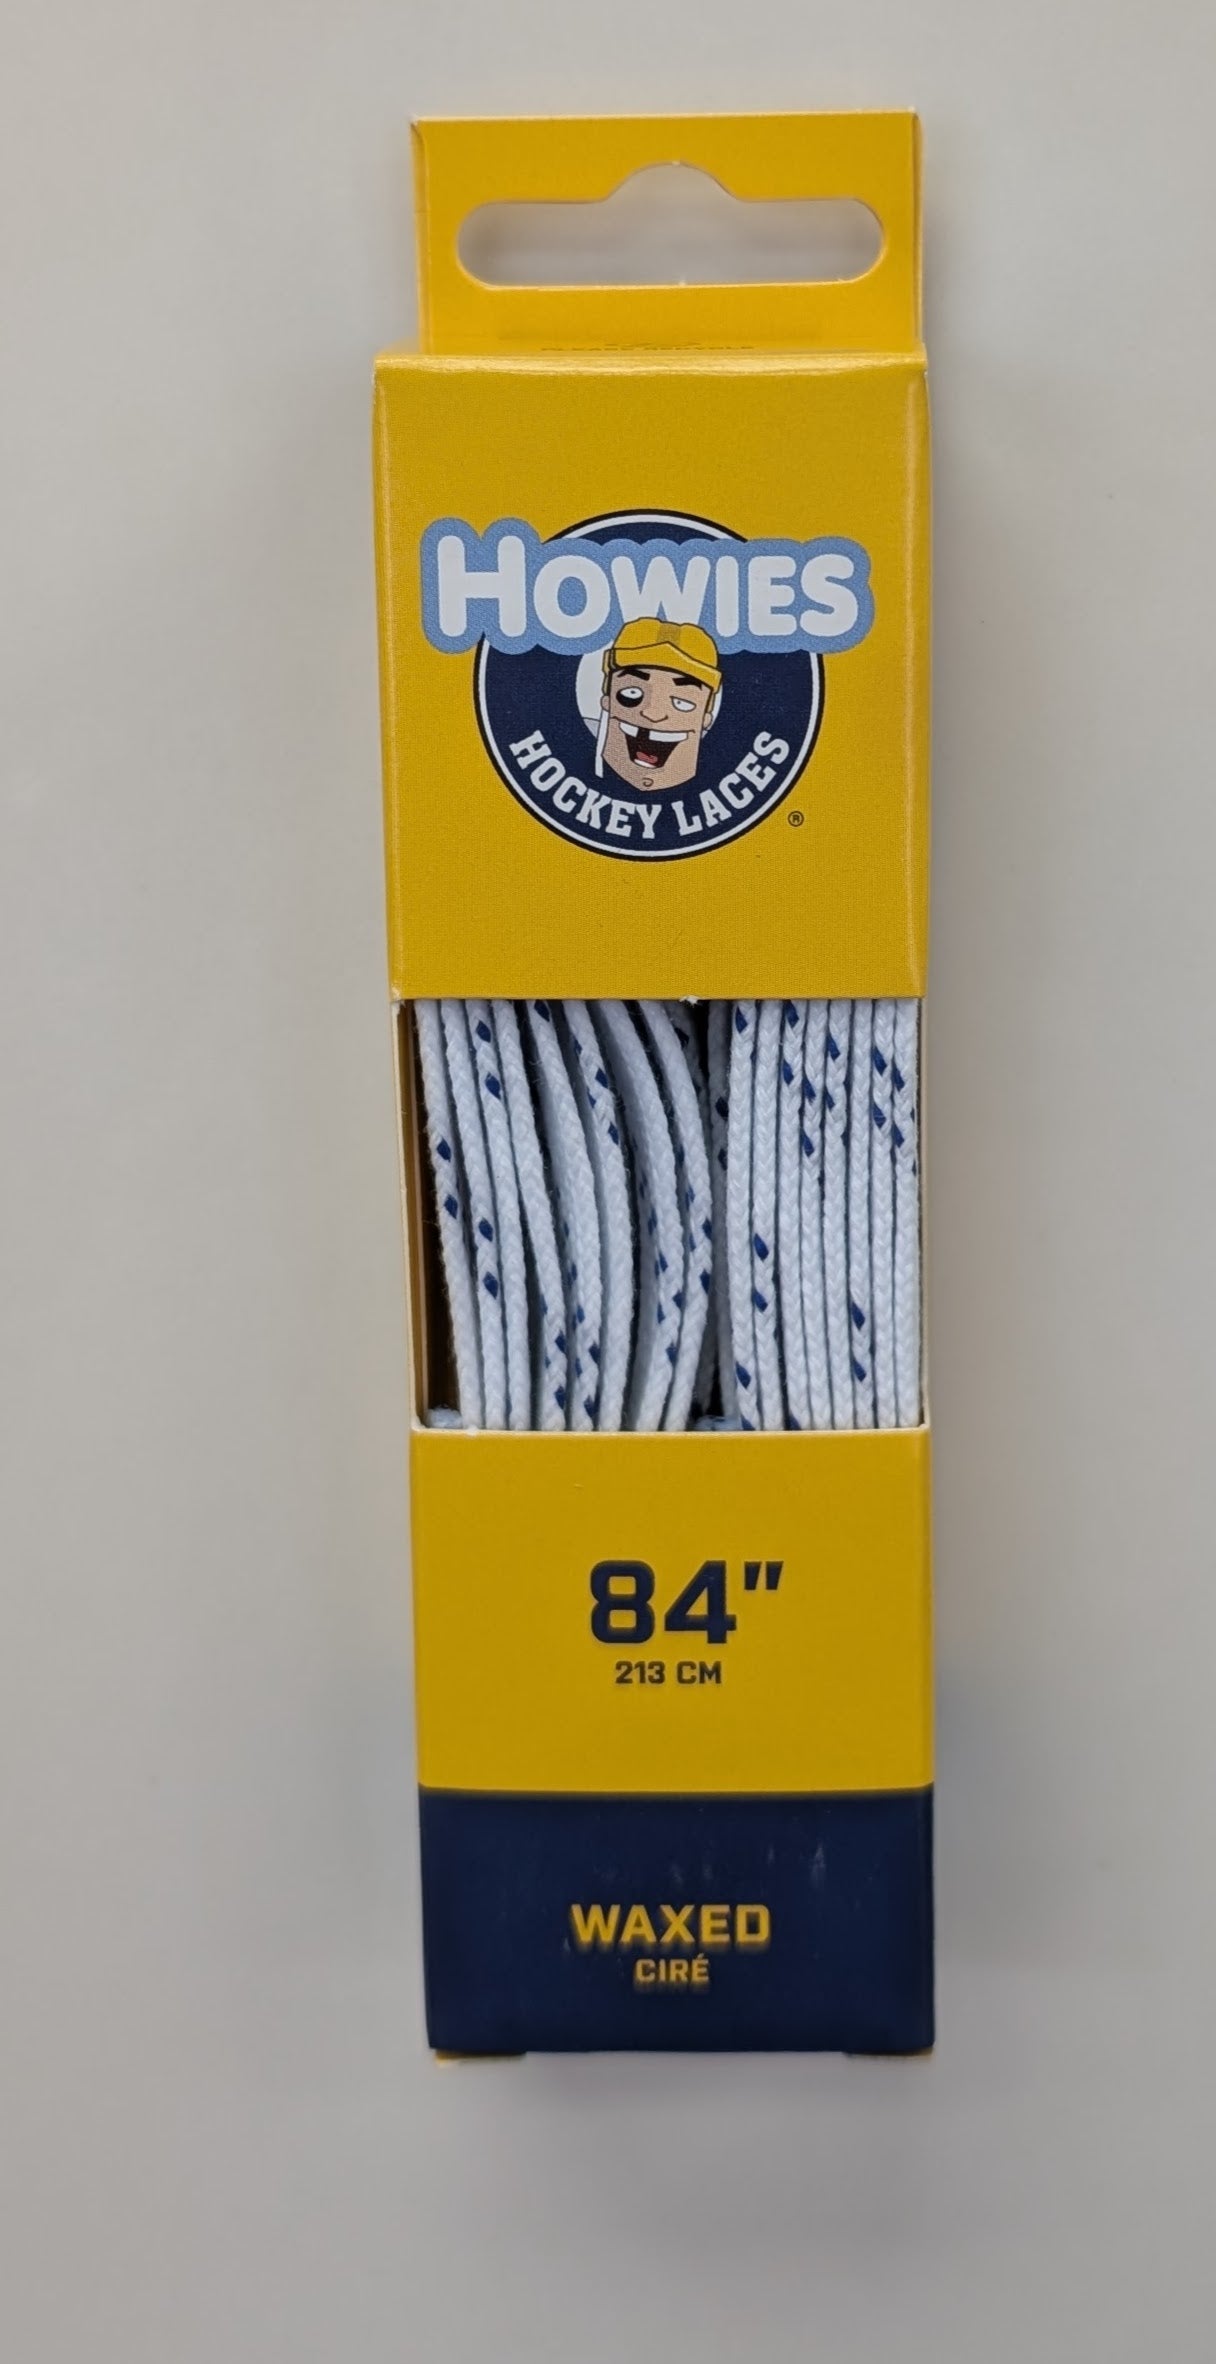 HOWIES
HOCKEY LACES
®
84"
213 CM
WAXED
CIRÉ